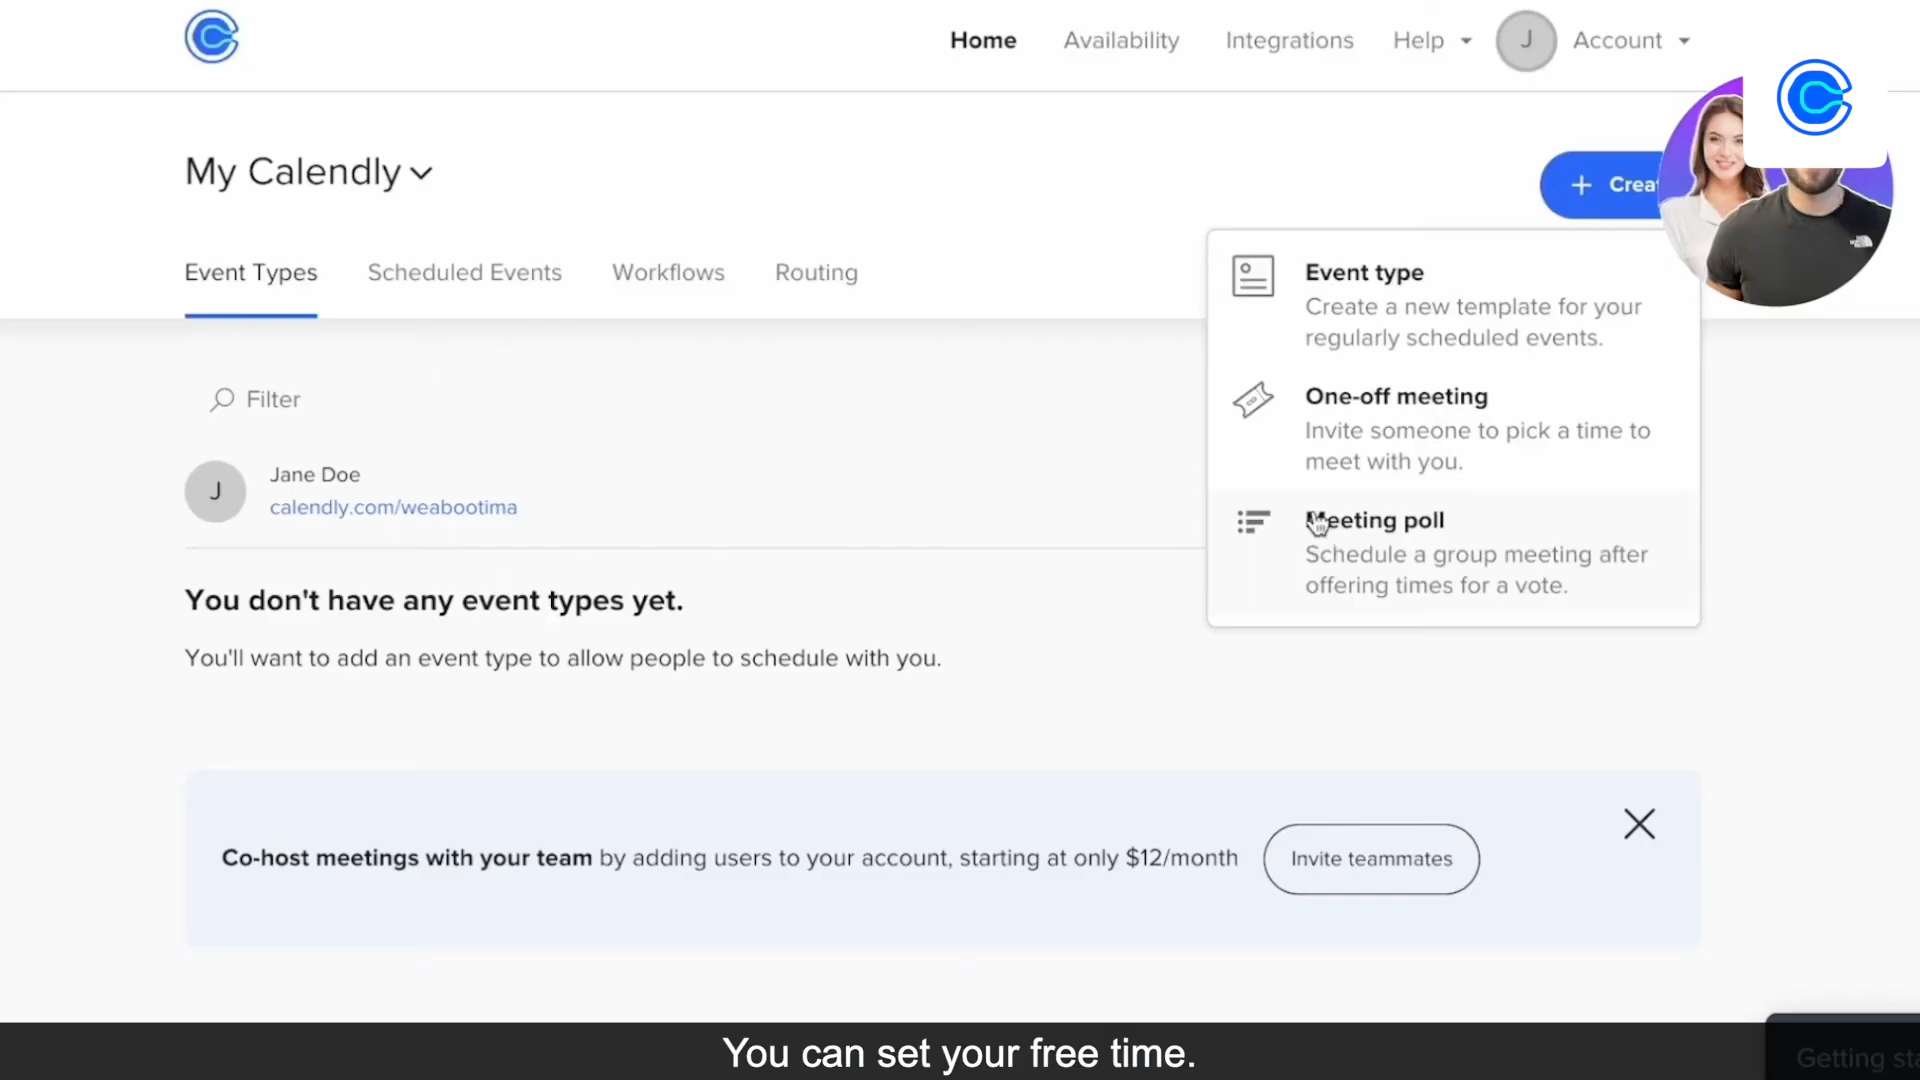 Home Availability Integrations Help J Account
My Calendly
+ Crea
Event Types Scheduled Events Workflows Routing
Event type
Create a new template for your
regularly scheduled events.
One-off meeting
Invite someone to pick a time to
meet with you.
Meeting poll
Schedule a group meeting after
offering times for a vote.
Filter
J
Jane Doe
calendly.com/weabootima
You don't have any event types yet.
You'll want to add an event type to allow people to schedule with you.
Co-host meetings with your team by adding users to your account, starting at only $12/month
Invite teammates
You can set your free time.
Getting sta